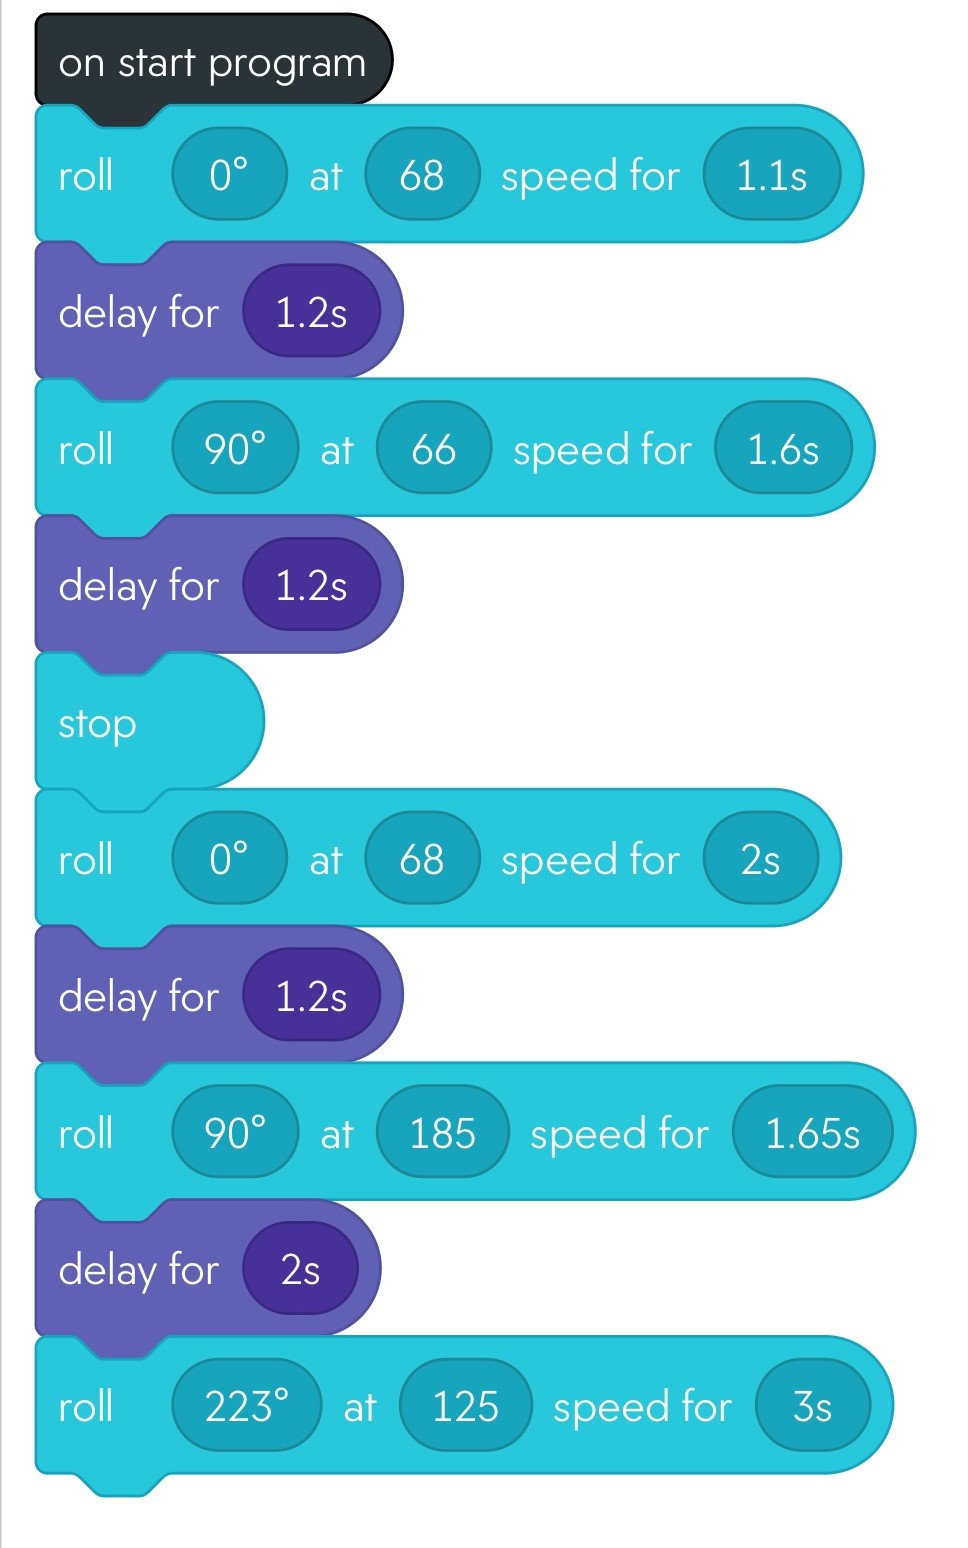 on start program
roll 0° at 68 speed for 1.1s
delay for 1.2s
roll 90° at 66 speed for 1.6s
delay for 1.2s
stop
roll 0° at 68 speed for 2s
delay for 1.2s
roll 90° at 185 speed for 1.65s
delay for 2s
roll 223° at 125 speed for 3s